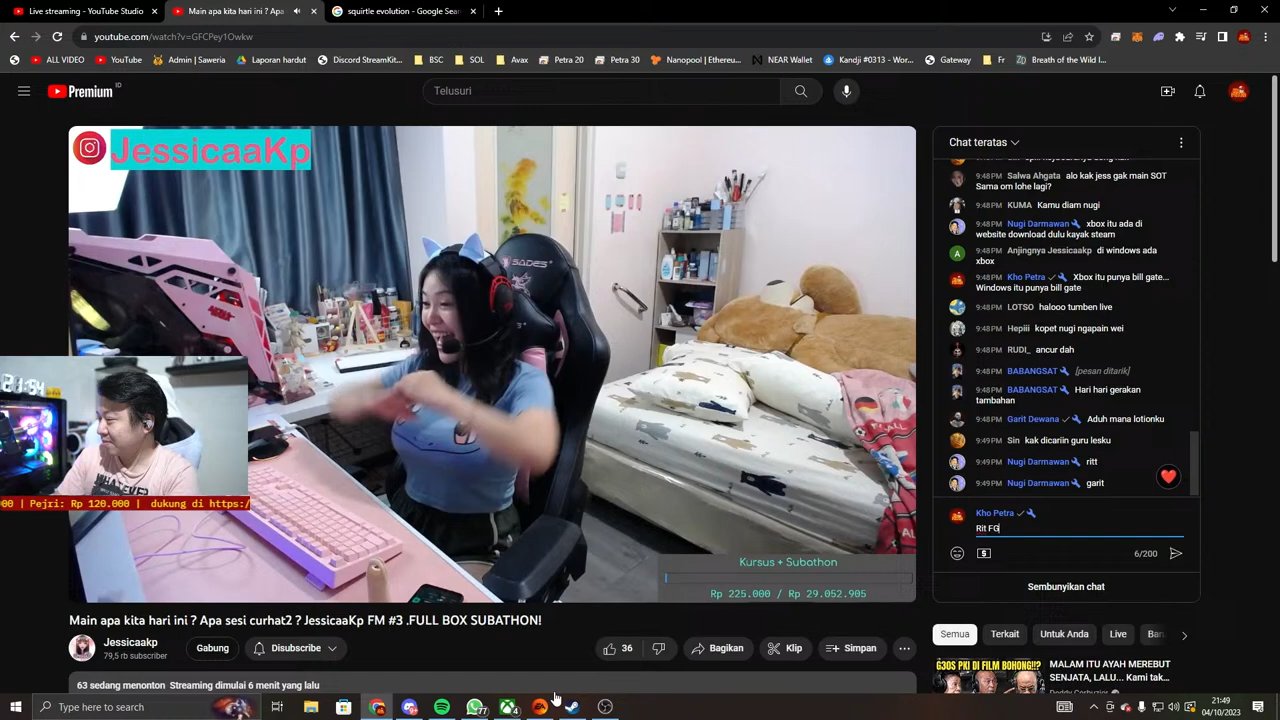 Live streaming - YouTube Studio
Main apa kita hari ini ? Apa
squirtle evolution - Google Sea
youtube.com/watch?v=GFCPey1Owkw
ALL VIDEO
YouTube
Admin | Saweria
Laporan hardut
Discord StreamKit...
BSC
SOL
Avax
Petra 20
Petra 30
Nanopool | Ethereu...
NEAR Wallet
Kandji #0313 - Wor...
Gateway
Fr
Breath of the Wild I...
Premium ID
Telusuri
JessicaaKp
SADES
21:54
WHATEVER
00 | Pejri: Rp 120.000 | dukung di https:/
Kursus + Subathon
Rp 225.000 / Rp 29.052.905
Chat teratas
Salwa Ahgata alo kak jess gak main SOT
9:48 PM
Sama om lohe lagi?
9:48 PM KUMA Kamu diam nugi
9:48 PM Nugi Darmawan xbox itu ada di
website download dulu kayak steam
9:48 PM Anjingnya Jessicaakp di windows ada
xbox
9:48 PM Kho Petra Xbox itu punya bill gate...
Windows itu punya bill gate
9:48 PM LOTSO halooo tumben live
9:48 PM Hepiii kopet nugi ngapain wei
9:48 PM RUDI_ ancur dah
9:48 PM BABANGSAT [pesan ditarik]
9:48 PM BABANGSAT Hari hari gerakan
tambahan
9:48 PM Garit Dewana Aduh mana lotionku
9:49 PM Sin kak dicariin guru lesku
9:49 PM Nugi Darmawan ritt
9:49 PM Nugi Darmawan garit
Kho Petra
Rit FG
6/200
Sembunyikan chat
Main apa kita hari ini ? Apa sesi curhat2 ? JessicaaKp FM #3 .FULL BOX SUBATHON!
Jessicaakp
79,5 rb subscriber
Gabung
Disubscribe
36
Bagikan
Klip
Simpan
63 sedang menonton Streaming dimulai 6 menit yang lalu
Semua
Terkait
Untuk Anda
Live
Ban
G30S PKI DI FILM BOHONG!!?
MALAM ITU AYAH MEREBUT
SENJATA, LALU... Kami tak...
Type here to search
77
4
21:49
04/10/2023